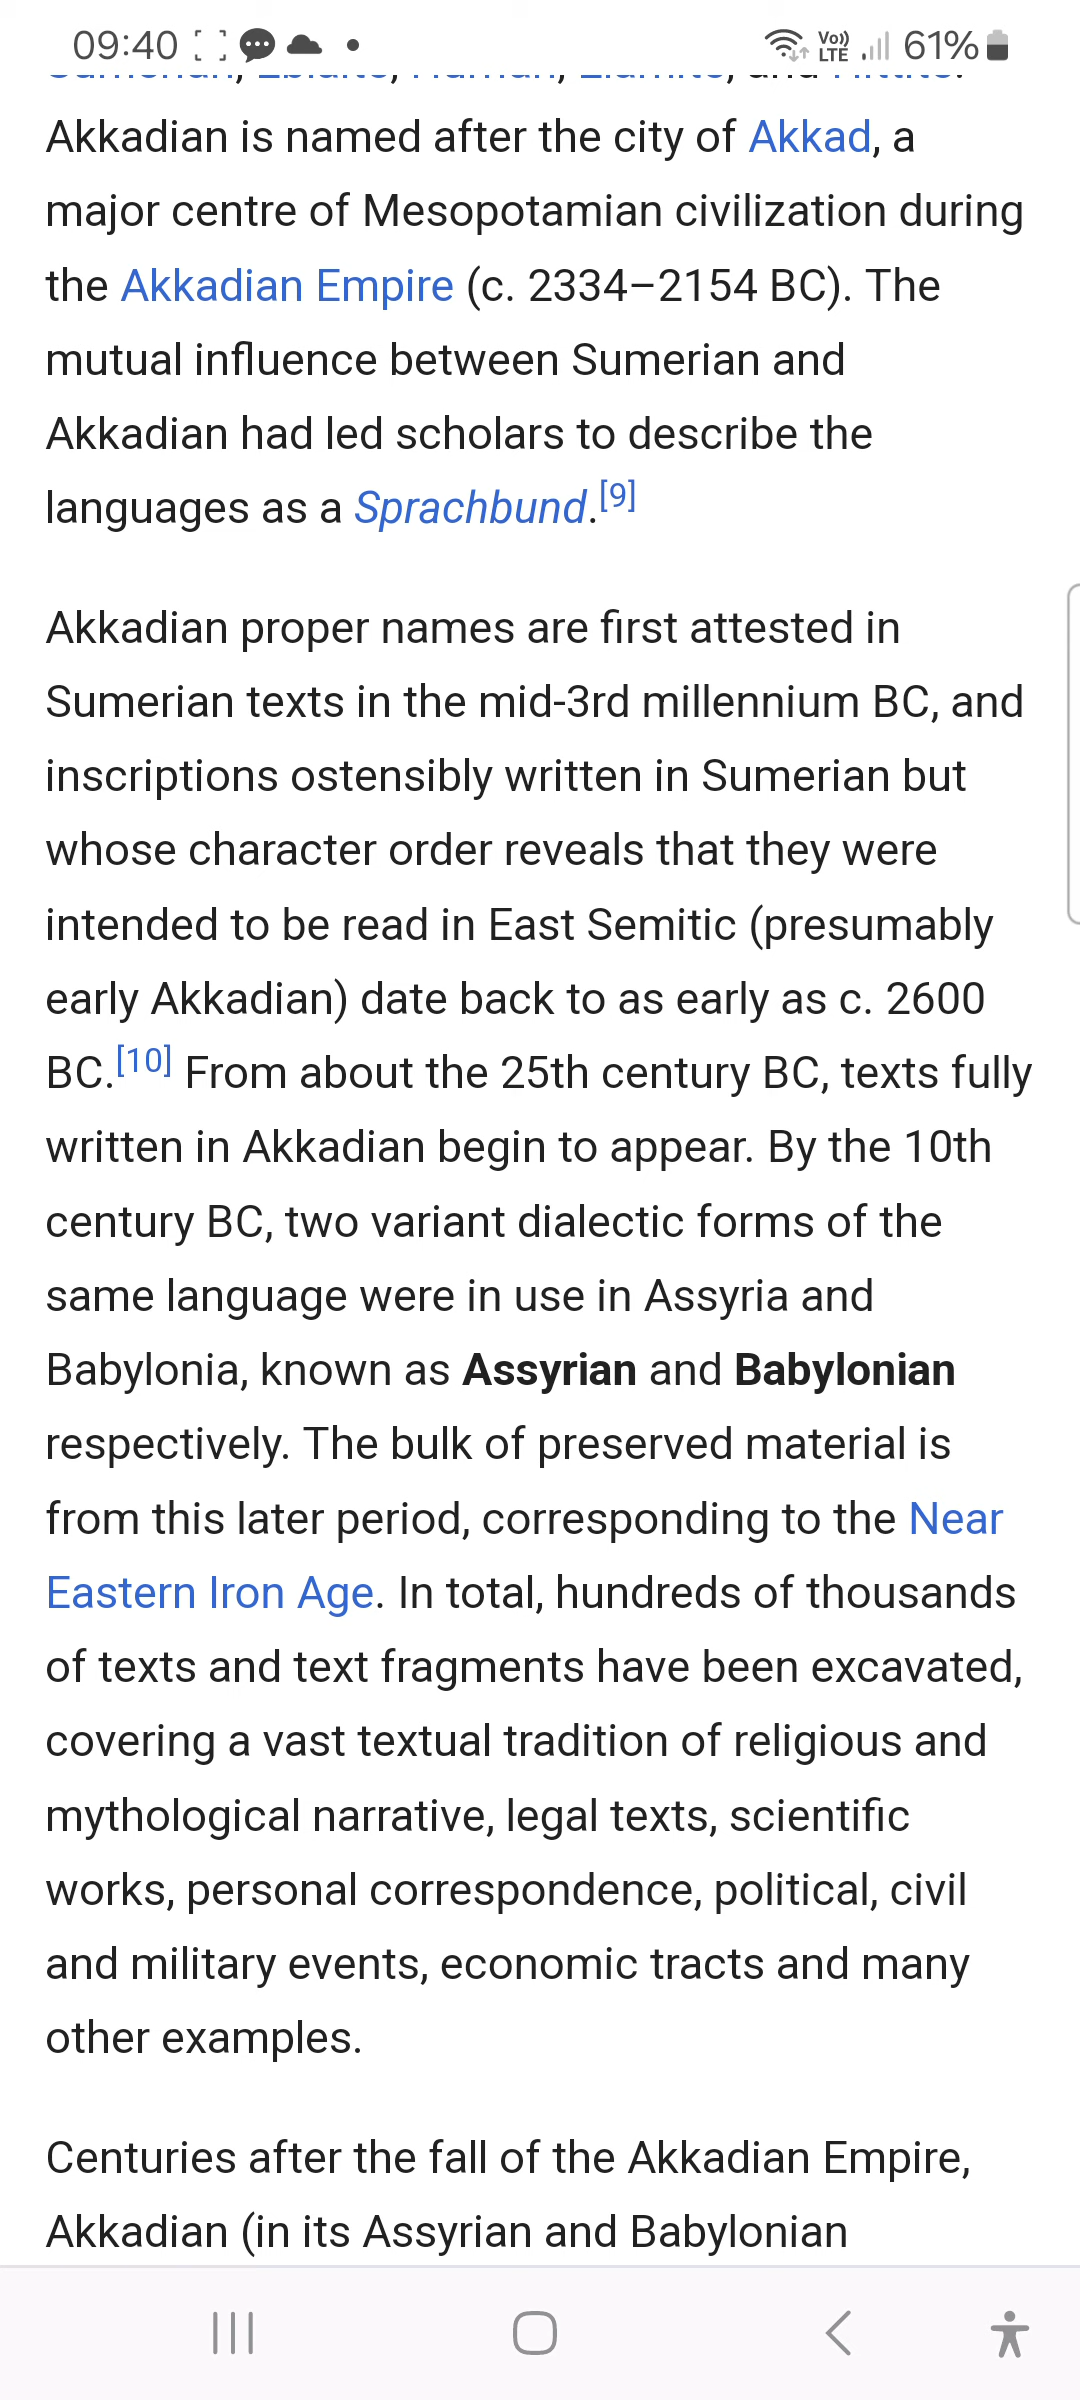 09:40
Vo)) LTE 61%
Akkadian is named after the city of Akkad, a
major centre of Mesopotamian civilization during
the Akkadian Empire (c. 2334–2154 BC). The
mutual influence between Sumerian and
Akkadian had led scholars to describe the
languages as a Sprachbund.[9]
Akkadian proper names are first attested in
Sumerian texts in the mid-3rd millennium BC, and
inscriptions ostensibly written in Sumerian but
whose character order reveals that they were
intended to be read in East Semitic (presumably
early Akkadian) date back to as early as c. 2600
BC.[10] From about the 25th century BC, texts fully
written in Akkadian begin to appear. By the 10th
century BC, two variant dialectic forms of the
same language were in use in Assyria and
Babylonia, known as Assyrian and Babylonian
respectively. The bulk of preserved material is
from this later period, corresponding to the Near
Eastern Iron Age. In total, hundreds of thousands
of texts and text fragments have been excavated,
covering a vast textual tradition of religious and
mythological narrative, legal texts, scientific
works, personal correspondence, political, civil
and military events, economic tracts and many
other examples.
Centuries after the fall of the Akkadian Empire,
Akkadian (in its Assyrian and Babylonian